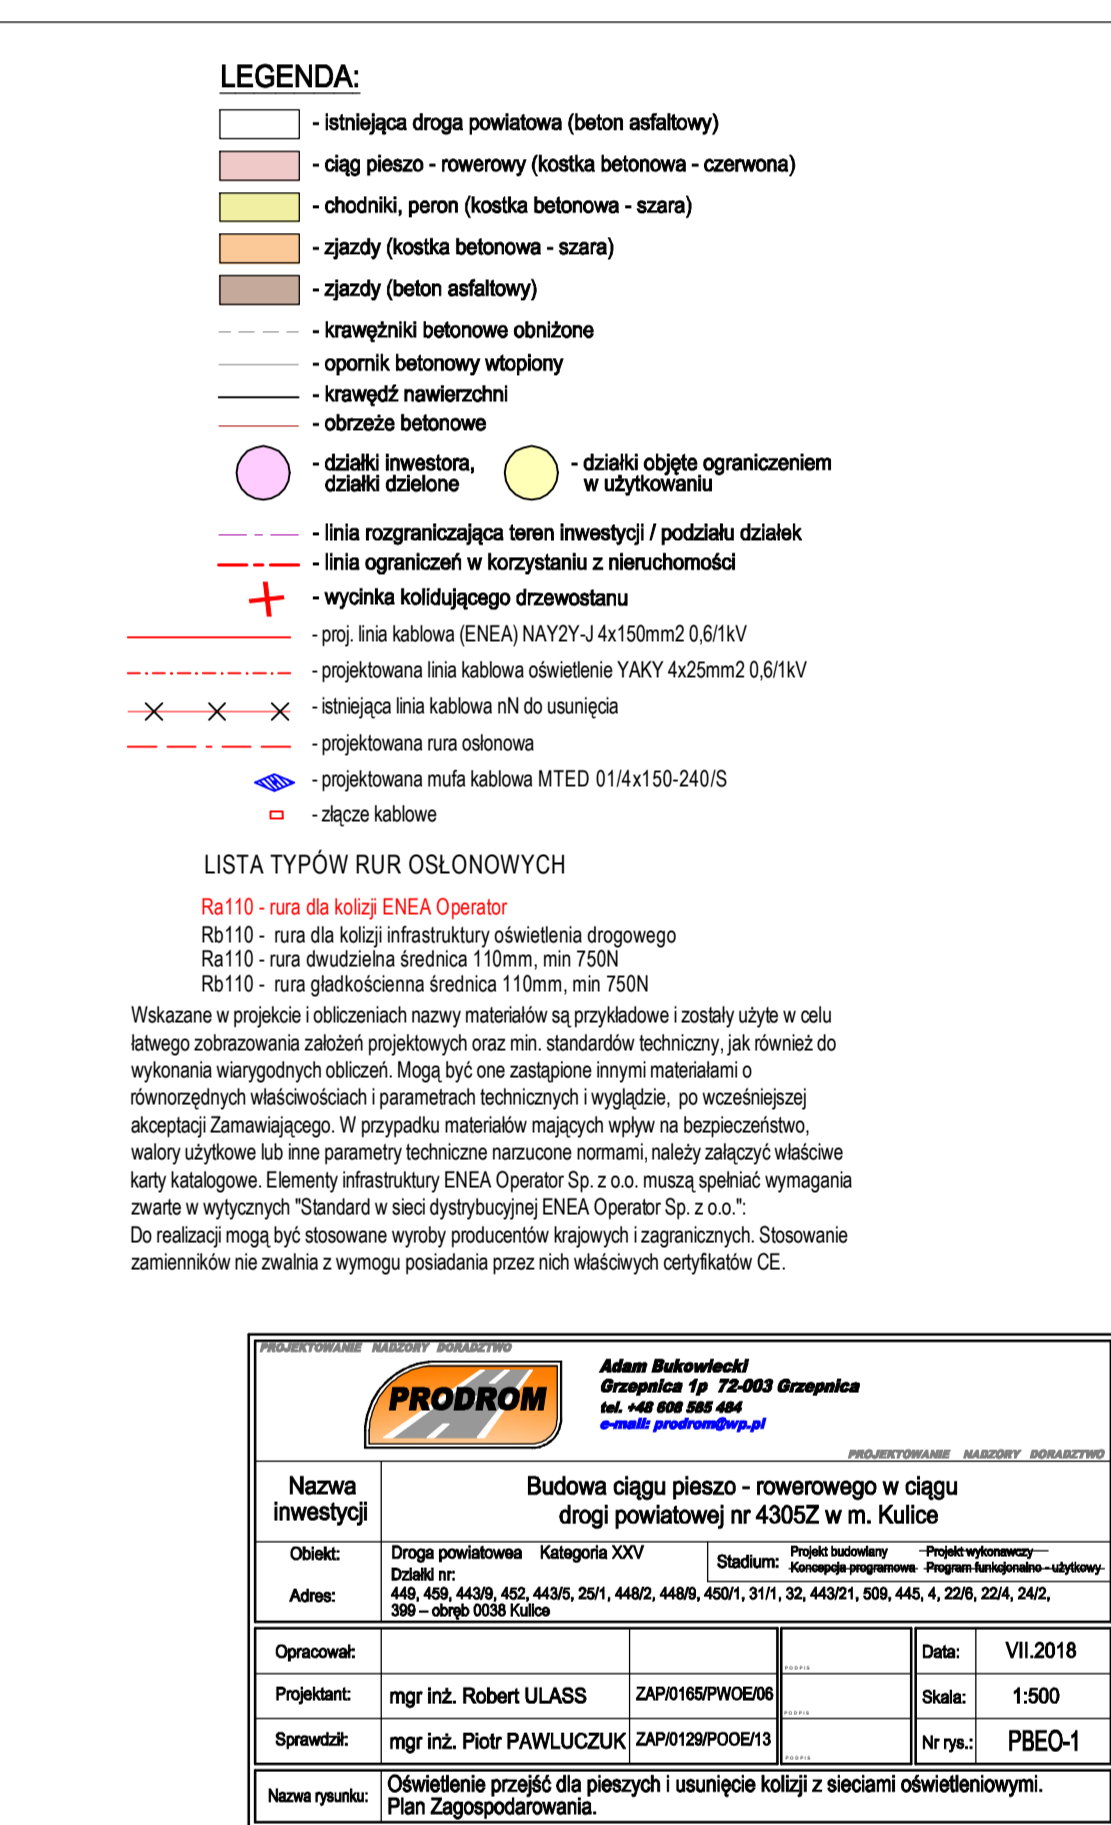 LEGENDA:
- istniejąca droga powiatowa (beton asfaltowy)
- ciąg pieszo - rowerowy (kostka betonowa - czerwona)
- chodniki, peron (kostka betonowa - szara)
- zjazdy (kostka betonowa - szara)
- zjazdy (beton asfaltowy)
- krawężniki betonowe obniżone
- opornik betonowy wtopiony
- krawędź nawierzchni
- obrzeże betonowe
- działki inwestora,
działki dzielone
- działki objęte ograniczeniem
w użytkowaniu
- linia rozgraniczająca teren inwestycji / podziału działek
- linia ograniczeń w korzystaniu z nieruchomości
- wycinka kolidującego drzewostanu
- proj. linia kablowa (ENEA) NAY2Y-J 4x150mm2 0,6/1kV
- projektowana linia kablowa oświetlenie YAKY 4x25mm2 0,6/1kV
- istniejąca linia kablowa nN do usunięcia
- projektowana rura osłonowa
- projektowana mufa kablowa MTED 01/4x150-240/S
- złącze kablowe
LISTA TYPÓW RUR OSŁONOWYCH
Ra110 - rura dla kolizji ENEA Operator
Rb110 - rura dla kolizji infrastruktury oświetlenia drogowego
Ra110 - rura dwudzielna średnica 110mm, min 750N
Rb110 - rura gładkościenna średnica 110mm, min 750N
Wskazane w projekcie i obliczeniach nazwy materiałów są przykładowe i zostały użyte w celu
łatwego zobrazowania założeń projektowych oraz min. standardów techniczny, jak również do
wykonania wiarygodnych obliczeń. Mogą być one zastąpione innymi materiałami o
równorzędnych właściwościach i parametrach technicznych i wyglądzie, po wcześniejszej
akceptacji Zamawiającego. W przypadku materiałów mających wpływ na bezpieczeństwo,
walory użytkowe lub inne parametry techniczne narzucone normami, należy załączyć właściwe
karty katalogowe. Elementy infrastruktury ENEA Operator Sp. z o.o. muszą spełniać wymagania
zwarte w wytycznych "Standard w sieci dystrybucyjnej ENEA Operator Sp. z o.o.":
Do realizacji mogą być stosowane wyroby producentów krajowych i zagranicznych. Stosowanie
zamienników nie zwalnia z wymogu posiadania przez nich właściwych certyfikatów CE.
PROJEKTOWANIE NADZORY DORADZTWO
PRODROM
Adam Bukowiecki
Grzepnica 1p 72-003 Grzepnica
tel. +48 608 585 484
e-mail: prodrom@wp.pl
PROJEKTOWANIE NADZORY DORADZTWO
Nazwa
inwestycji
Budowa ciągu pieszo - rowerowego w ciągu
drogi powiatowej nr 4305Z w m. Kulice
Obiekt:
Droga powiatowea Kategoria XXV
Stadium:
Projekt budowlany Projekt wykonawczy
Koncepcja programowa Program funkcjonalno - użytkowy
Adres:
Działki nr:
449, 459, 443/9, 452, 443/5, 25/1, 448/2, 448/9, 450/1, 31/1, 32, 443/21, 509, 445, 4, 22/6, 22/4, 24/2,
399 – obręb 0038 Kulice
Opracował:
PODPIS
Data: VII.2018
Projektant: mgr inż. Robert ULASS ZAP/0165/PWOE/06
PODPIS
Skala: 1:500
Sprawdził: mgr inż. Piotr PAWLUCZUK ZAP/0129/POOE/13
PODPIS
Nr rys.: PBEO-1
Nazwa rysunku:
Oświetlenie przejść dla pieszych i usunięcie kolizji z sieciami oświetleniowymi.
Plan Zagospodarowania.